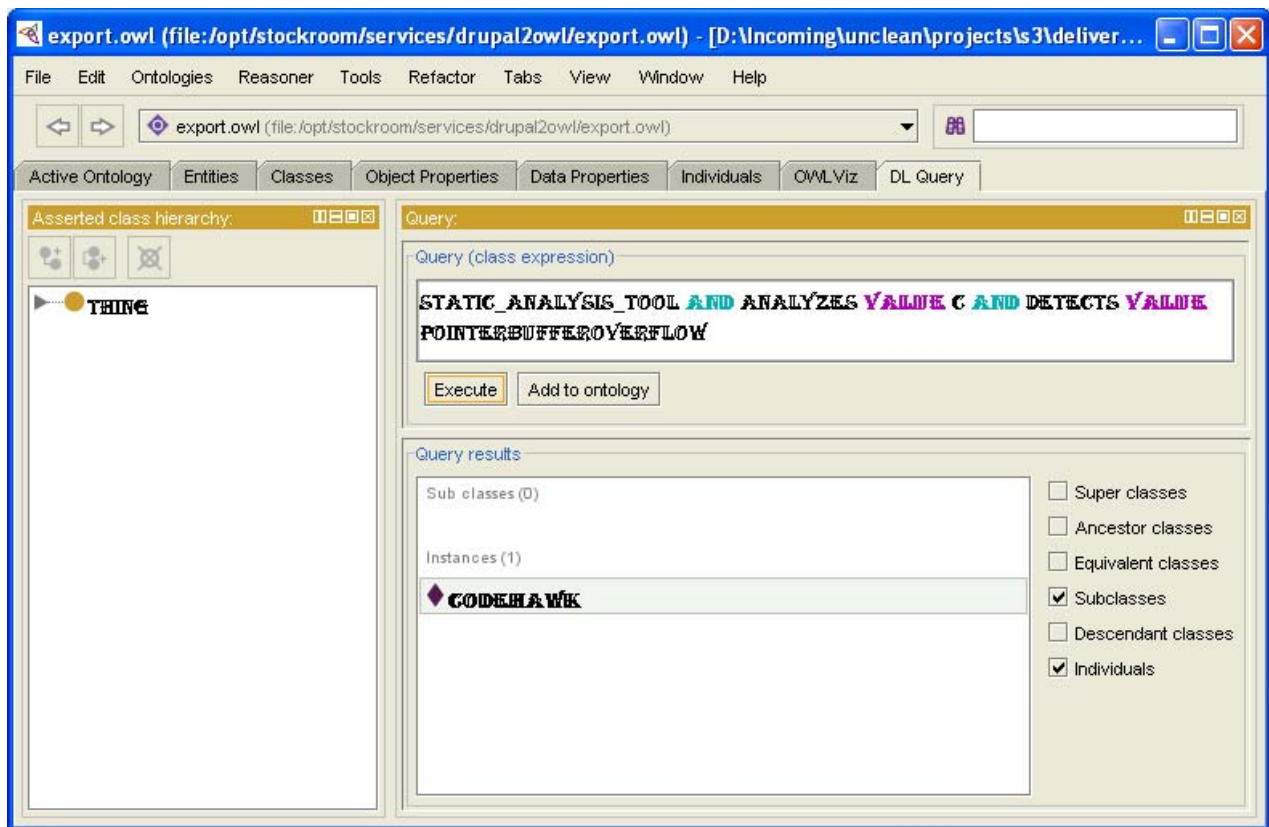 export.owl (file:/opt/stockroom/services/drupal2owl/export.owl) - [D:\Incoming\unclean\projects\s3\deliver...
File Edit Ontologies Reasoner Tools Refactor Tabs View Window Help
export.owl (file:/opt/stockroom/services/drupal2owl/export.owl)
Active Ontology Entities Classes Object Properties Data Properties Individuals OWLViz DL Query
Asserted class hierarchy:
THING
Query:
Query (class expression)
STATIC_ANALYSIS_TOOL AND ANALYZES VALUE C AND DETECTS VALUE
POINTERBUFFEROVERFLOW
Execute Add to ontology
Query results
Sub classes (0)
Instances (1)
CODEHAWK
Super classes
Ancestor classes
Equivalent classes
Subclasses
Descendant classes
Individuals